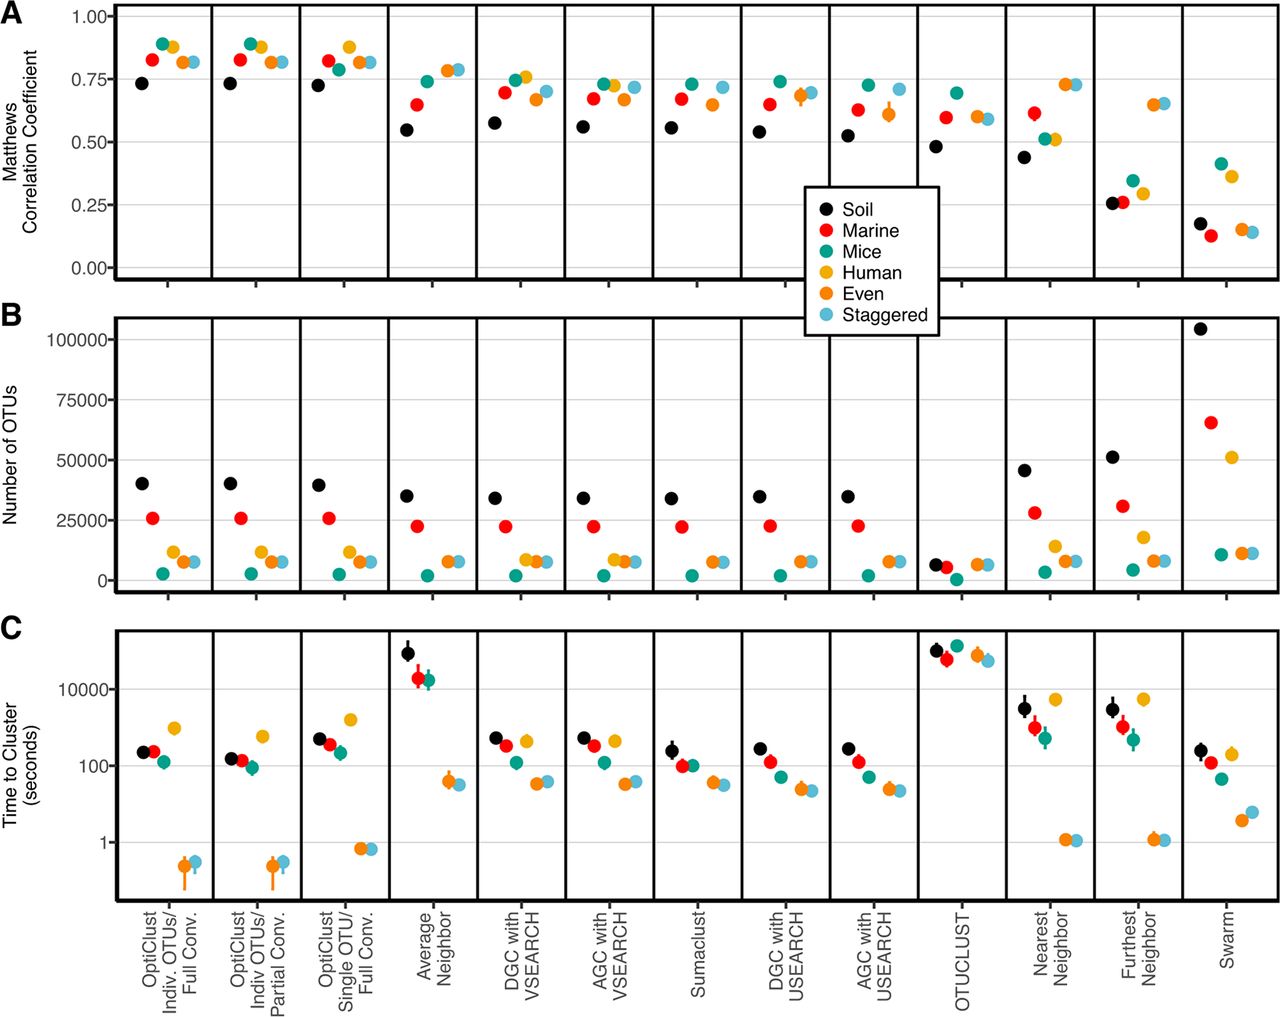 A
Matthews
Correlation Coefficient
1.00
0.75
0.50
0.25
0.00
Soil
Marine
Mice
Human
Even
Staggered
B
Number of OTUs
100000
75000
50000
25000
0
C
Time to Cluster
(seconds)
10000
100
1
OptiClust
Indiv. OTUs/
Full Conv.
OptiClust
Indiv OTUs/
Partial Conv.
OptiClust
Single OTU/
Full Conv.
Average
Neighbor
DGC with
VSEARCH
AGC with
VSEARCH
Sumaclust
DGC with
USEARCH
AGC with
USEARCH
OTUCLUST
Nearest
Neighbor
Furthest
Neighbor
Swarm